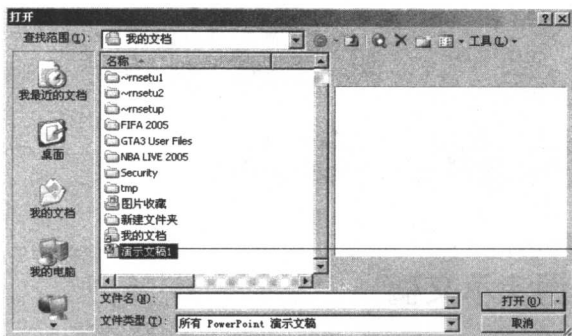 打开
查找范围(I):
我的文档
工具(L)
名称
我最近的文档
桌面
我的文档
我的电脑
~rnsetu1
~rnsetu2
~rnsetup
FIFA 2005
GTA3 User Files
NBA LIVE 2005
Security
tmp
图片收藏
新建文件夹
我的文档
演示文稿1
文件名(N):
打开(O)
文件类型(T):
所有 PowerPoint 演示文稿
取消